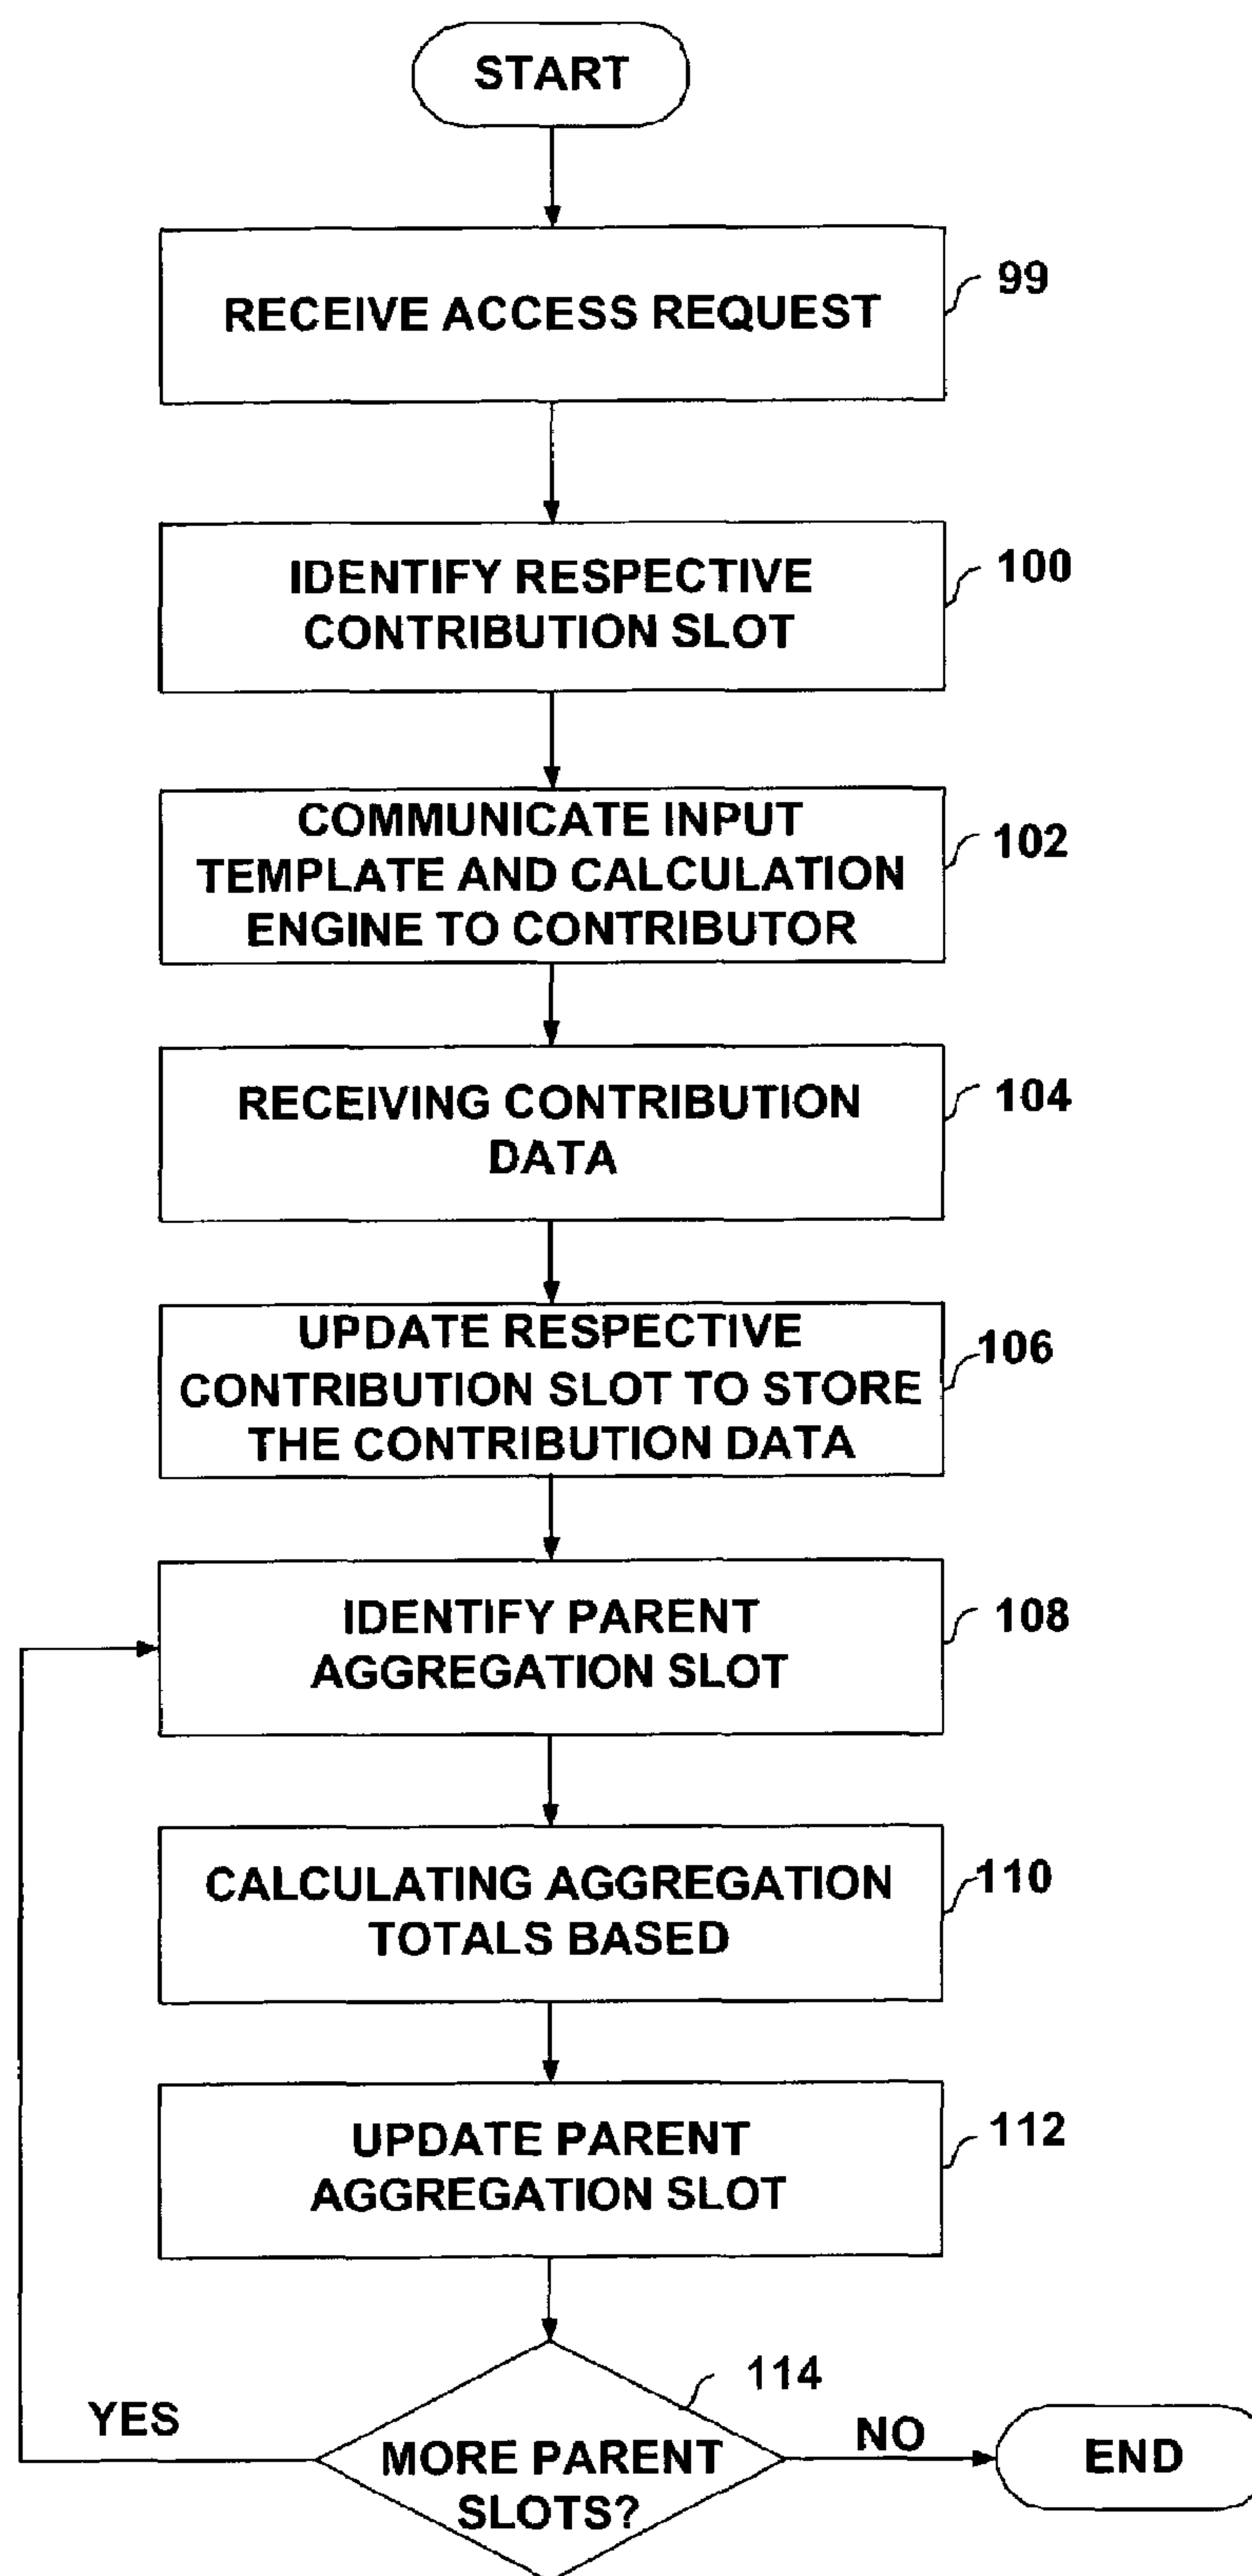 START
RECEIVE ACCESS REQUEST
99
IDENTIFY RESPECTIVE
CONTRIBUTION SLOT
100
COMMUNICATE INPUT
TEMPLATE AND CALCULATION
ENGINE TO CONTRIBUTOR
102
RECEIVING CONTRIBUTION
DATA
104
UPDATE RESPECTIVE
CONTRIBUTION SLOT TO STORE
THE CONTRIBUTION DATA
106
IDENTIFY PARENT
AGGREGATION SLOT
108
CALCULATING AGGREGATION
TOTALS BASED
110
UPDATE PARENT
AGGREGATION SLOT
112
114
YES
MORE PARENT
SLOTS?
NO
END